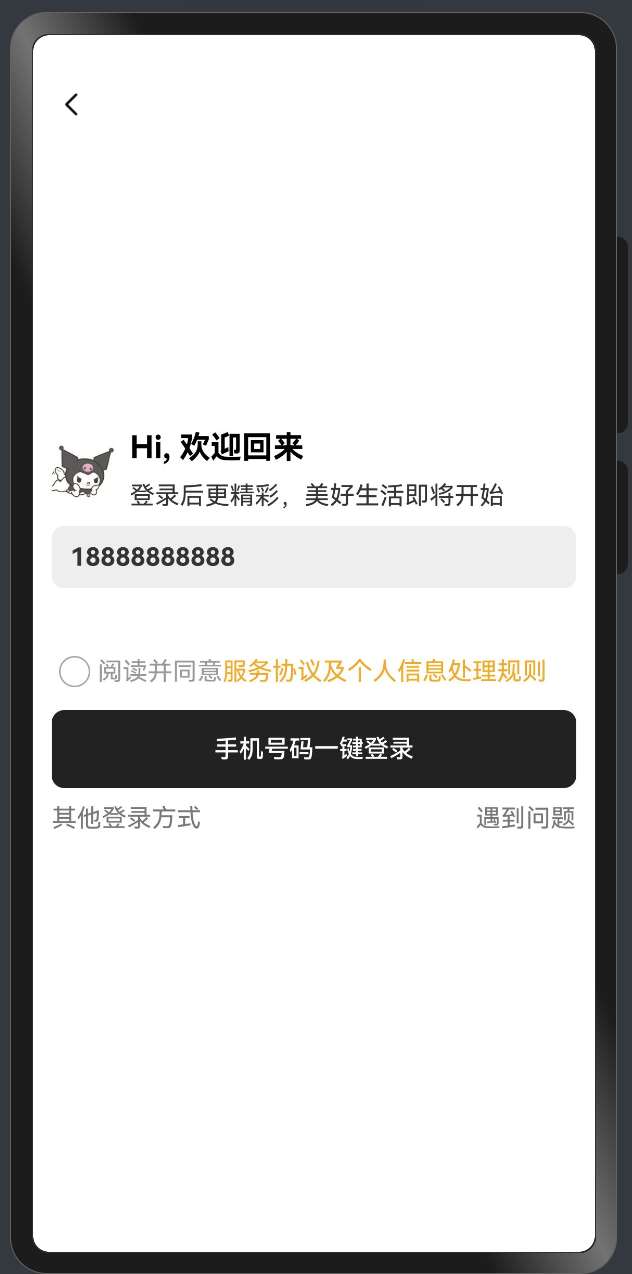 Hi, 欢迎回来
登录后更精彩，美好生活即将开始
18888888888
阅读并同意服务协议及个人信息处理规则
手机号码一键登录
其他登录方式 遇到问题